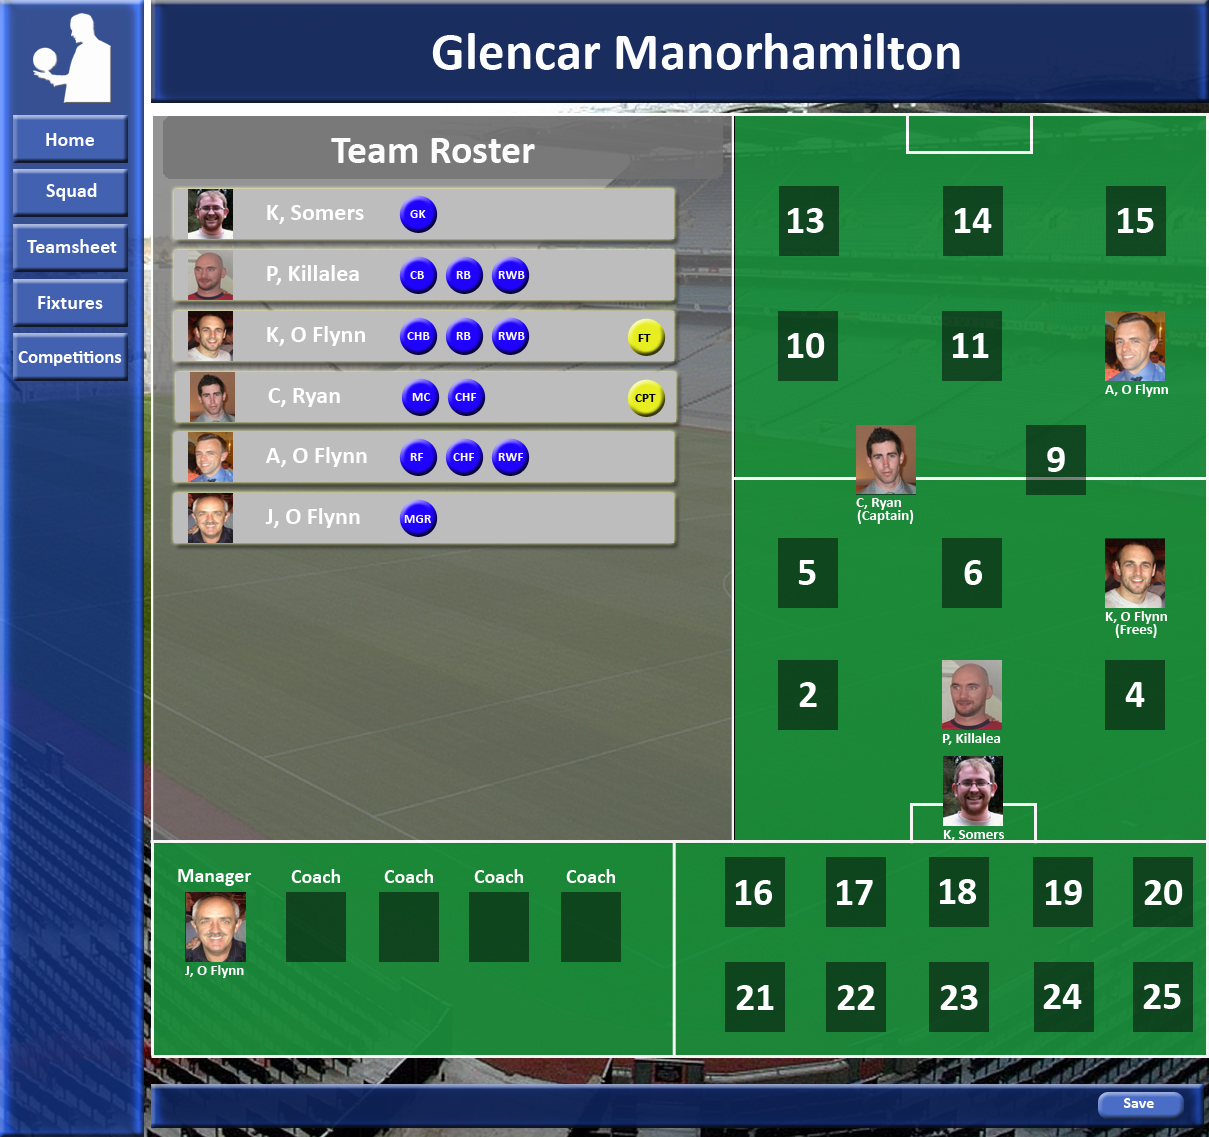 Glencar Manorhamilton
Home
Squad
Teamsheet
Fixtures
Competitions
Team Roster
K, Somers GK
P, Killalea CB RB RWB
K, O Flynn CHB RB RWB FT
C, Ryan MC CHF CPT
A, O Flynn RF CHF RWF
J, O Flynn MGR
13 14 15
10 11
A, O Flynn
9
C, Ryan
(Captain)
5 6
K, O Flynn
(Frees)
2 4
P, Killalea
K, Somers
Manager Coach Coach Coach Coach
J, O Flynn
16 17 18 19 20
21 22 23 24 25
Save